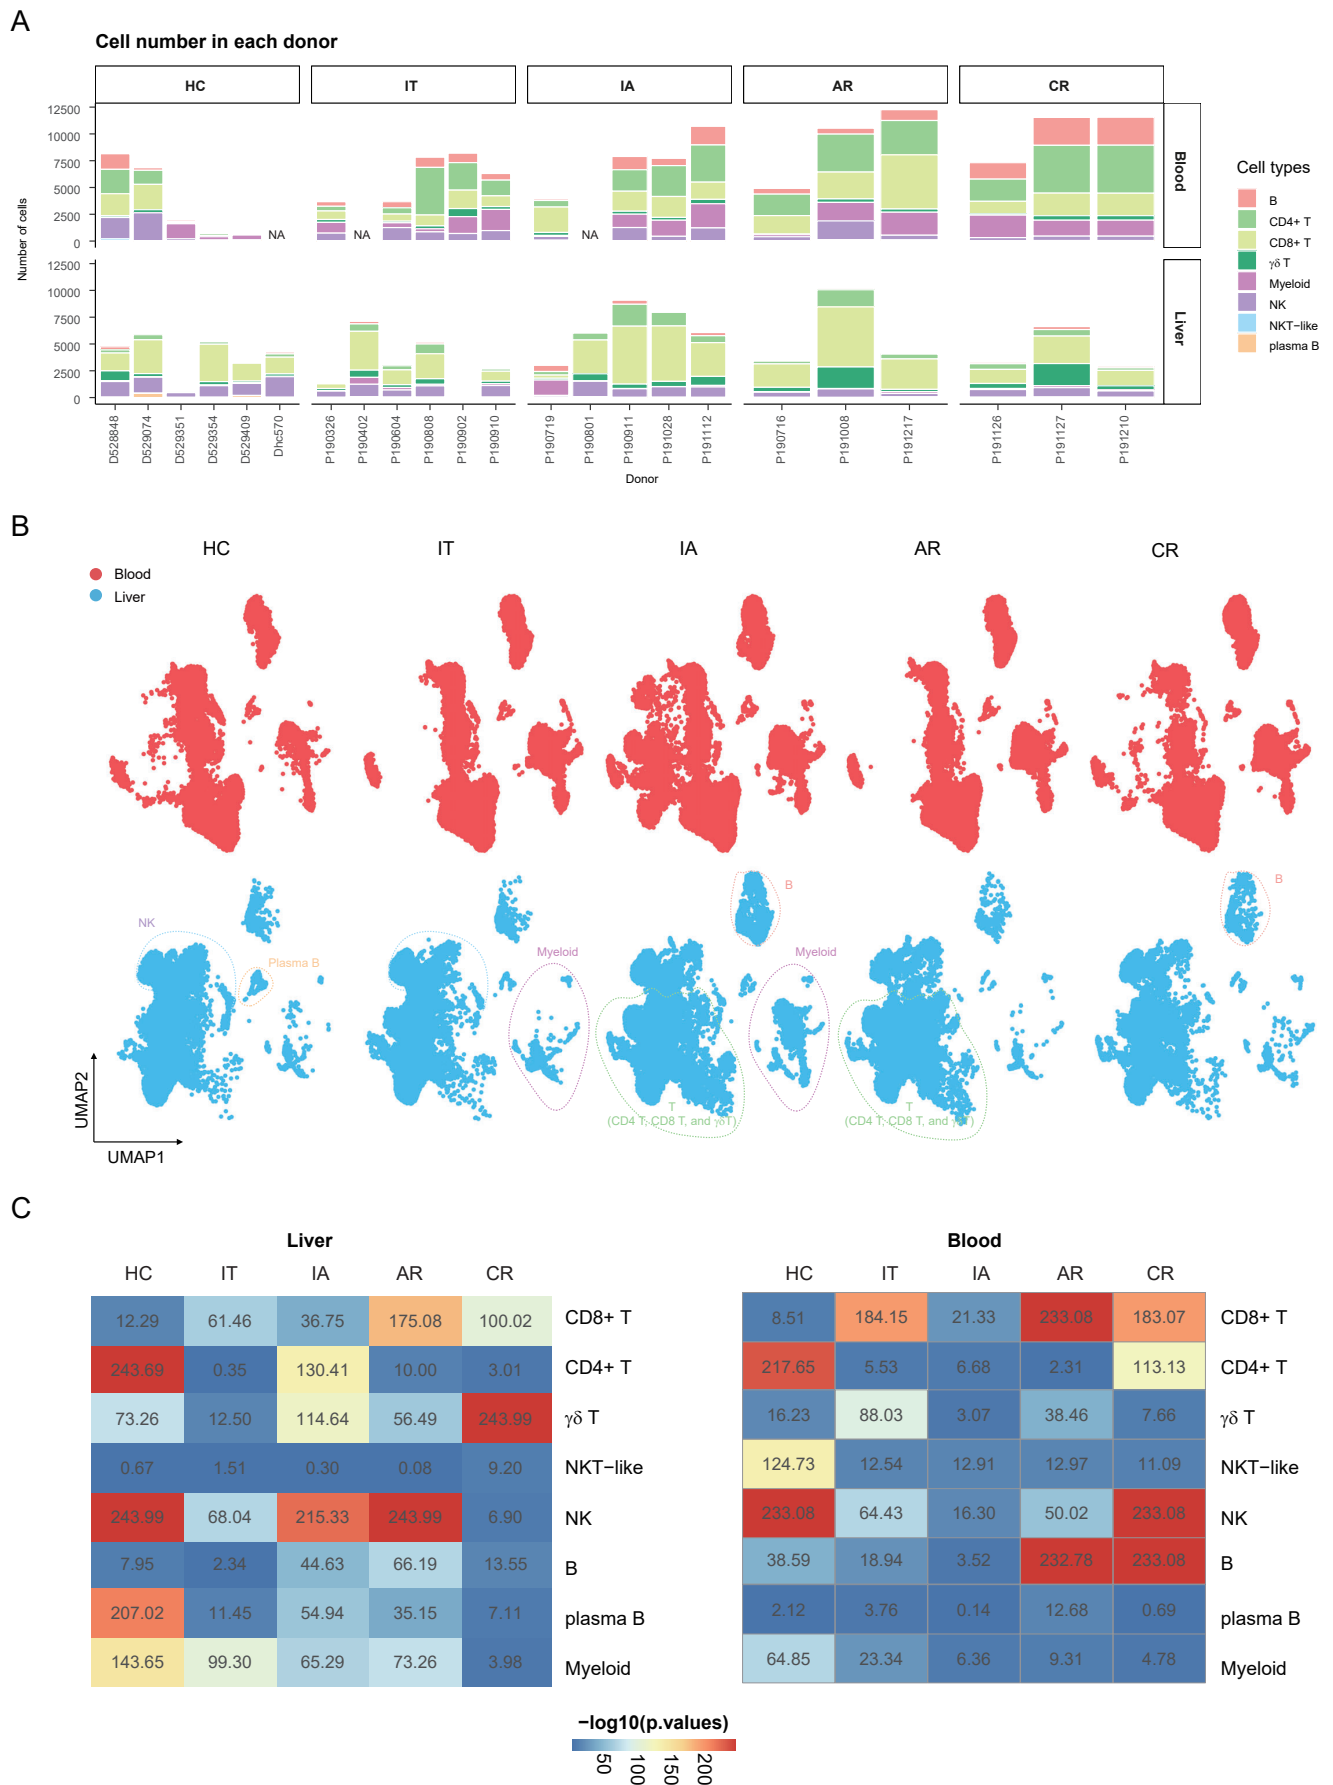 A
Cell number in each donor
HC IT IA AR CR
12500
10000
7500
5000
2500
0
NA NA NA
Blood
12500
10000
7500
5000
2500
0
Liver
Number of cells
D528848 D529074 D529351 D529354 D529409 Dhc570 P190326 P190402 P190604 P190808 P190902 P190910 P190719 P190801 P190911 P191028 P191112 P190716 P191008 P191217 P191126 P191127 P191210
Donor
Cell types
B
CD4+ T
CD8+ T
γδ T
Myeloid
NK
NKT−like
plasma B
B
HC IT IA AR CR
Blood
Liver
NK
Plasma B
Myeloid
B
Myeloid
B
T
(CD4 T, CD8 T, and γδT)
T
(CD4 T, CD8 T, and γδT)
UMAP2
UMAP1
C
Liver
HC IT IA AR CR
12.29 61.46 36.75 175.08 100.02 CD8+ T
243.69 0.35 130.41 10.00 3.01 CD4+ T
73.26 12.50 114.64 56.49 243.99 γδ T
0.67 1.51 0.30 0.08 9.20 NKT−like
243.99 68.04 215.33 243.99 6.90 NK
7.95 2.34 44.63 66.19 13.55 B
207.02 11.45 54.94 35.15 7.11 plasma B
143.65 99.30 65.29 73.26 3.98 Myeloid
Blood
HC IT IA AR CR
8.51 184.15 21.33 233.08 183.07 CD8+ T
217.65 5.53 6.68 2.31 113.13 CD4+ T
16.23 88.03 3.07 38.46 7.66 γδ T
124.73 12.54 12.91 12.97 11.09 NKT−like
233.08 64.43 16.30 50.02 233.08 NK
38.59 18.94 3.52 232.78 233.08 B
2.12 3.76 0.14 12.68 0.69 plasma B
64.85 23.34 6.36 9.31 4.78 Myeloid
−log10(p.values)
50 100 150 200